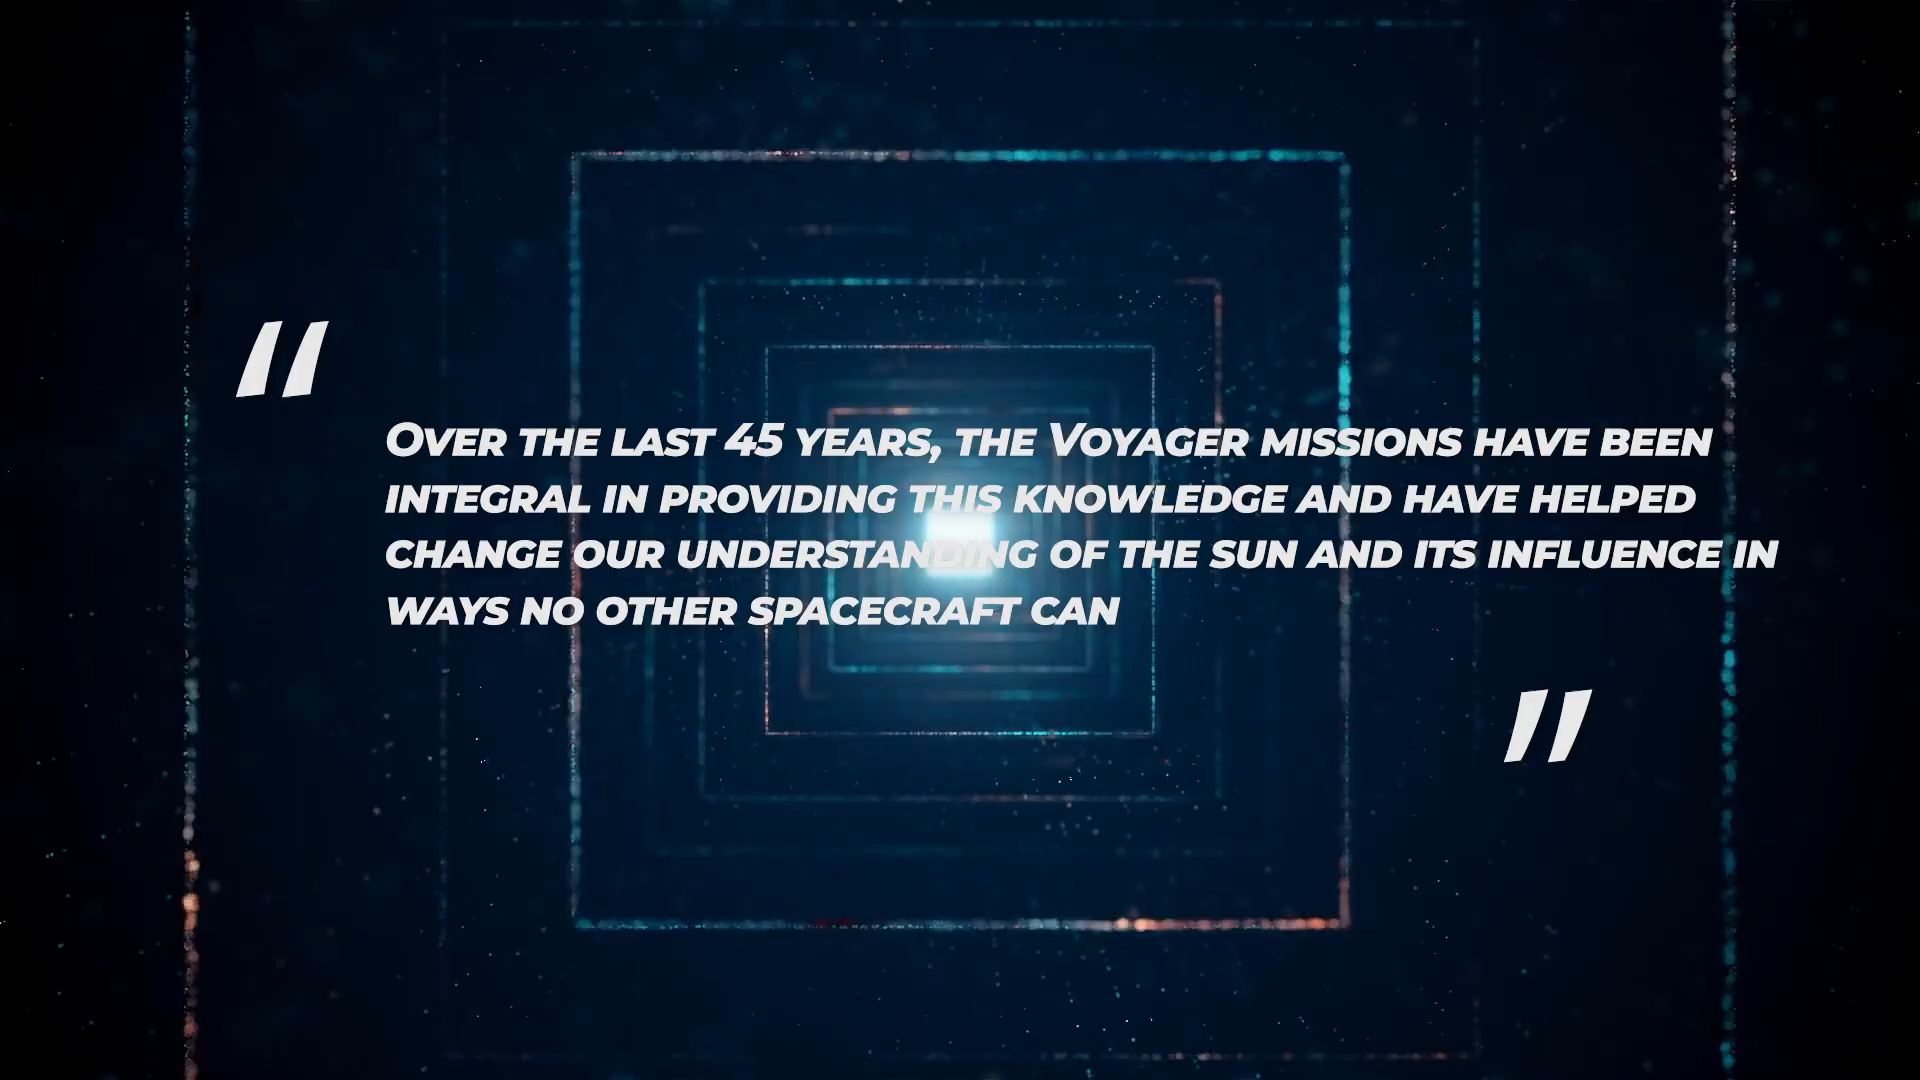 “
Over the last 45 years, the Voyager missions have been
integral in providing this knowledge and have helped
change our understanding of the sun and its influence in
ways no other spacecraft can
”